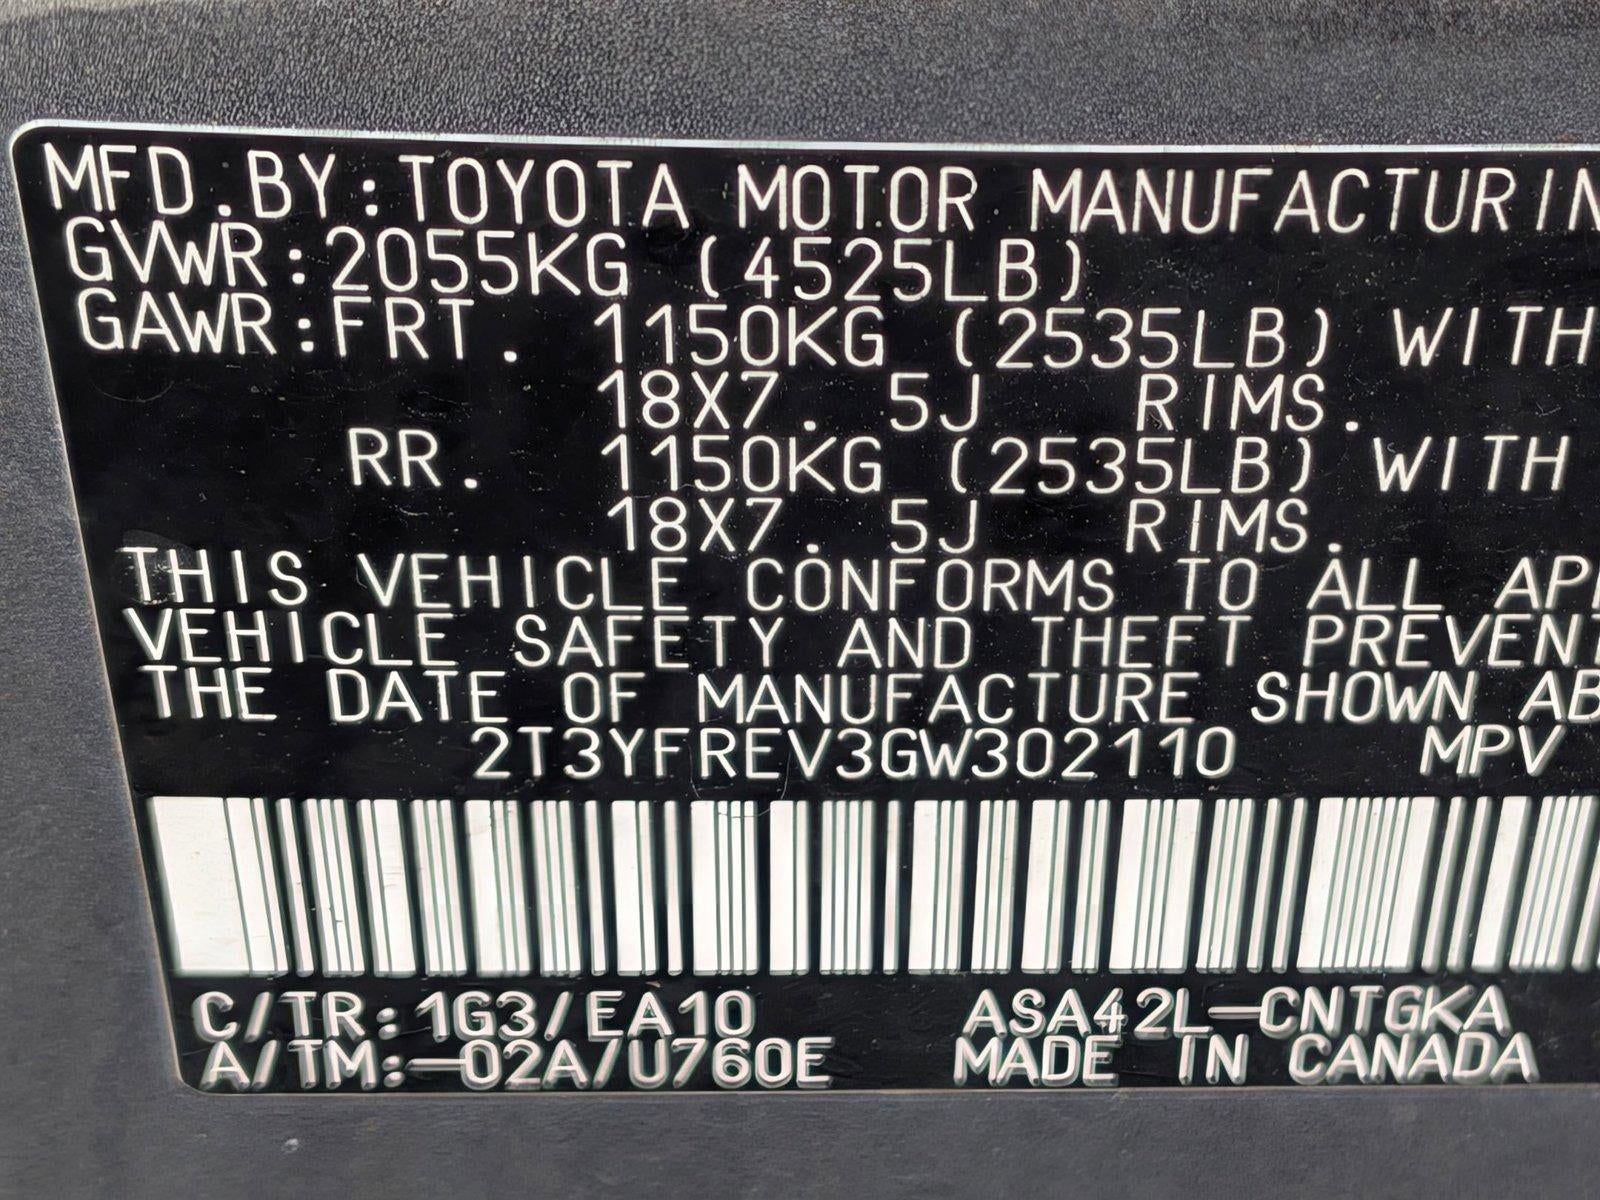 MFD.BY:TOYOTA MOTOR MANUFACTURIN
GVWR:2055KG (4525LB)
GAWR:FRT. 1150KG (2535LB) WITH
18X7.5J RIMS.
RR. 1150KG (2535LB) WITH
18X7.5J RIMS.
THIS VEHICLE CONFORMS TO ALL AP
VEHICLE SAFETY AND THEFT PREVENT
THE DATE OF MANUFACTURE SHOWN AB
2T3YFREV3GW302110 MPV
C/TR:1G3/EA10 ASA42L-CNTGKA
A/TM:-02A/U760E MADE IN CANADA